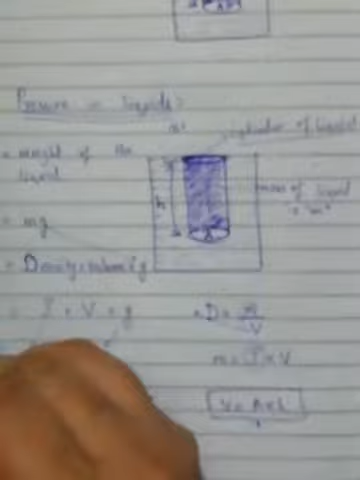 Pressure in liquids:
cylinder of liquid
= weight of the
liquid
h
A
mass of liquid
= "m"
= mg
= Density × volume × g
= J × V × g
= D = m/V
m = J × V
V = A × h